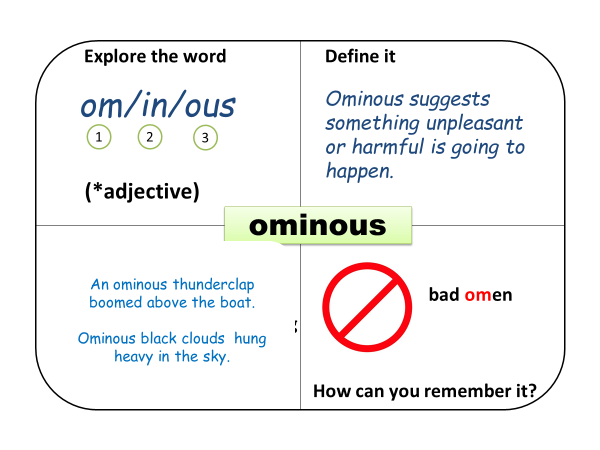 Explore the word
om/in/ous
1 2 3
(*adjective)
Define it
Ominous suggests
something unpleasant
or harmful is going to
happen.
ominous
An ominous thunderclap
boomed above the boat.
Ominous black clouds hung
heavy in the sky.
bad omen
How can you remember it?